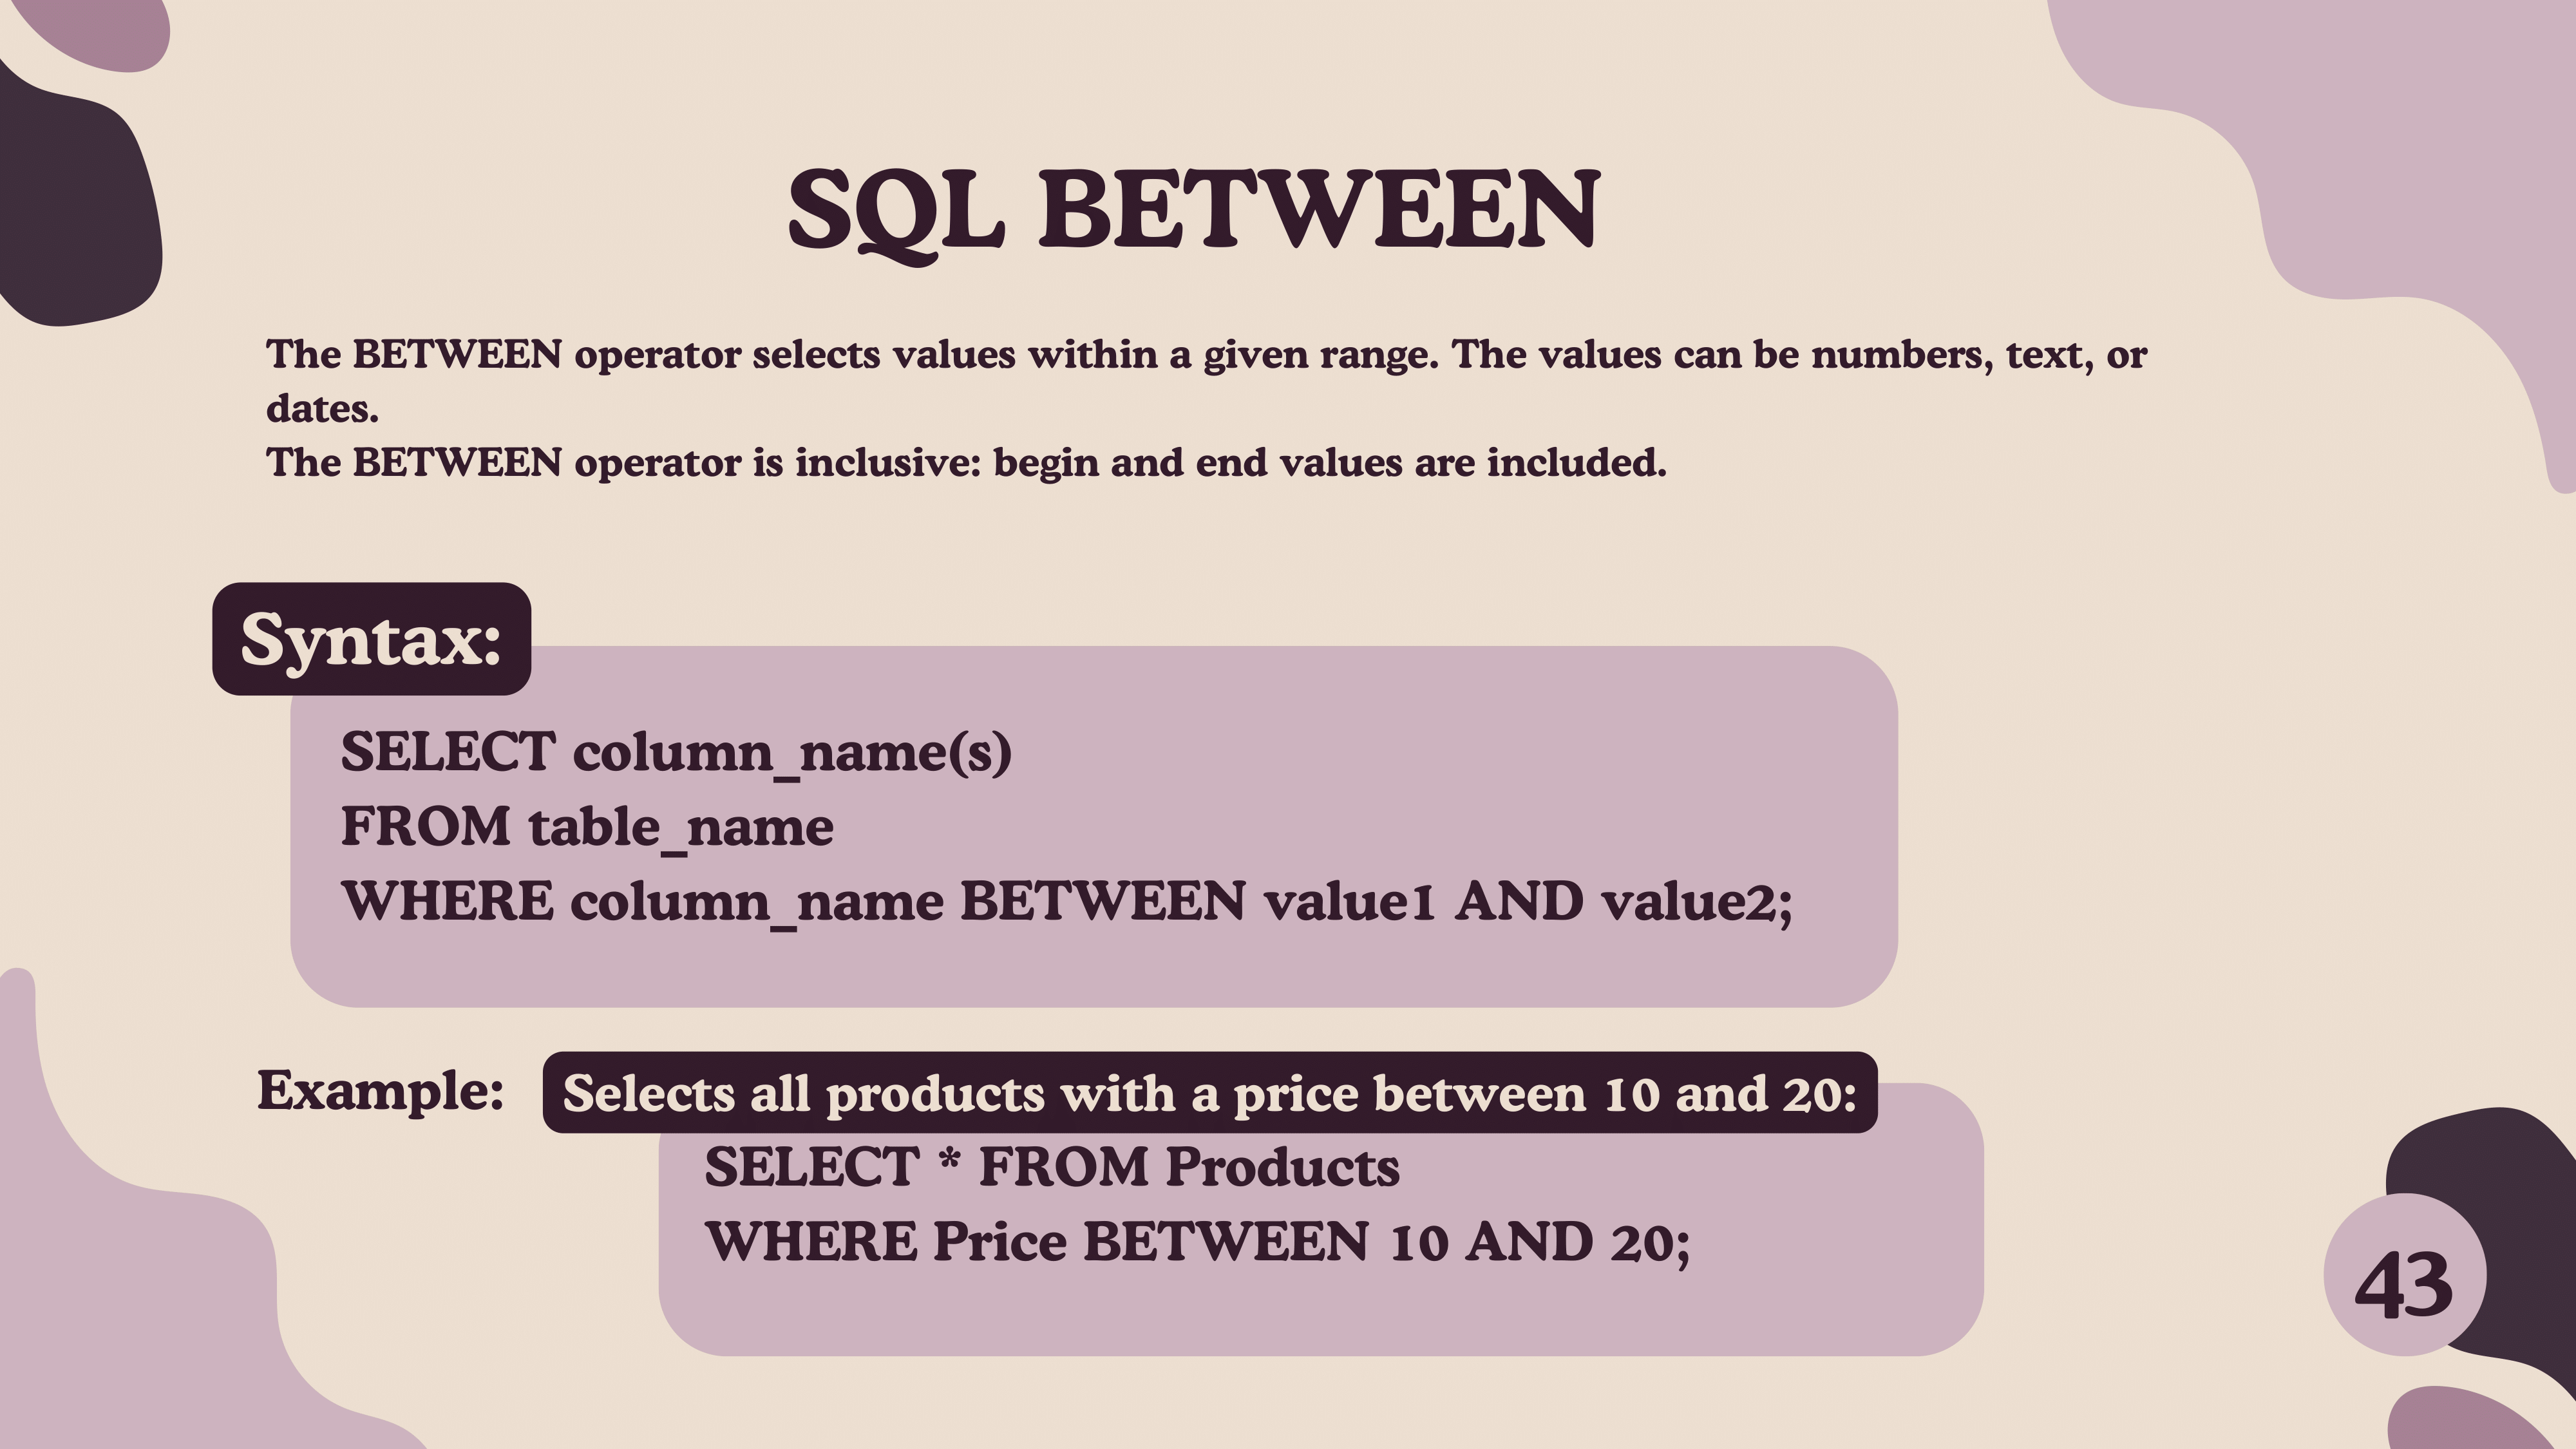 SQL BETWEEN
The BETWEEN operator selects values within a given range. The values can be numbers, text, or
dates.
The BETWEEN operator is inclusive: begin and end values are included.
Syntax:
SELECT column_name(s)
FROM table_name
WHERE column_name BETWEEN value1 AND value2;
Example:
Selects all products with a price between 10 and 20:
SELECT * FROM Products
WHERE Price BETWEEN 10 AND 20;
43